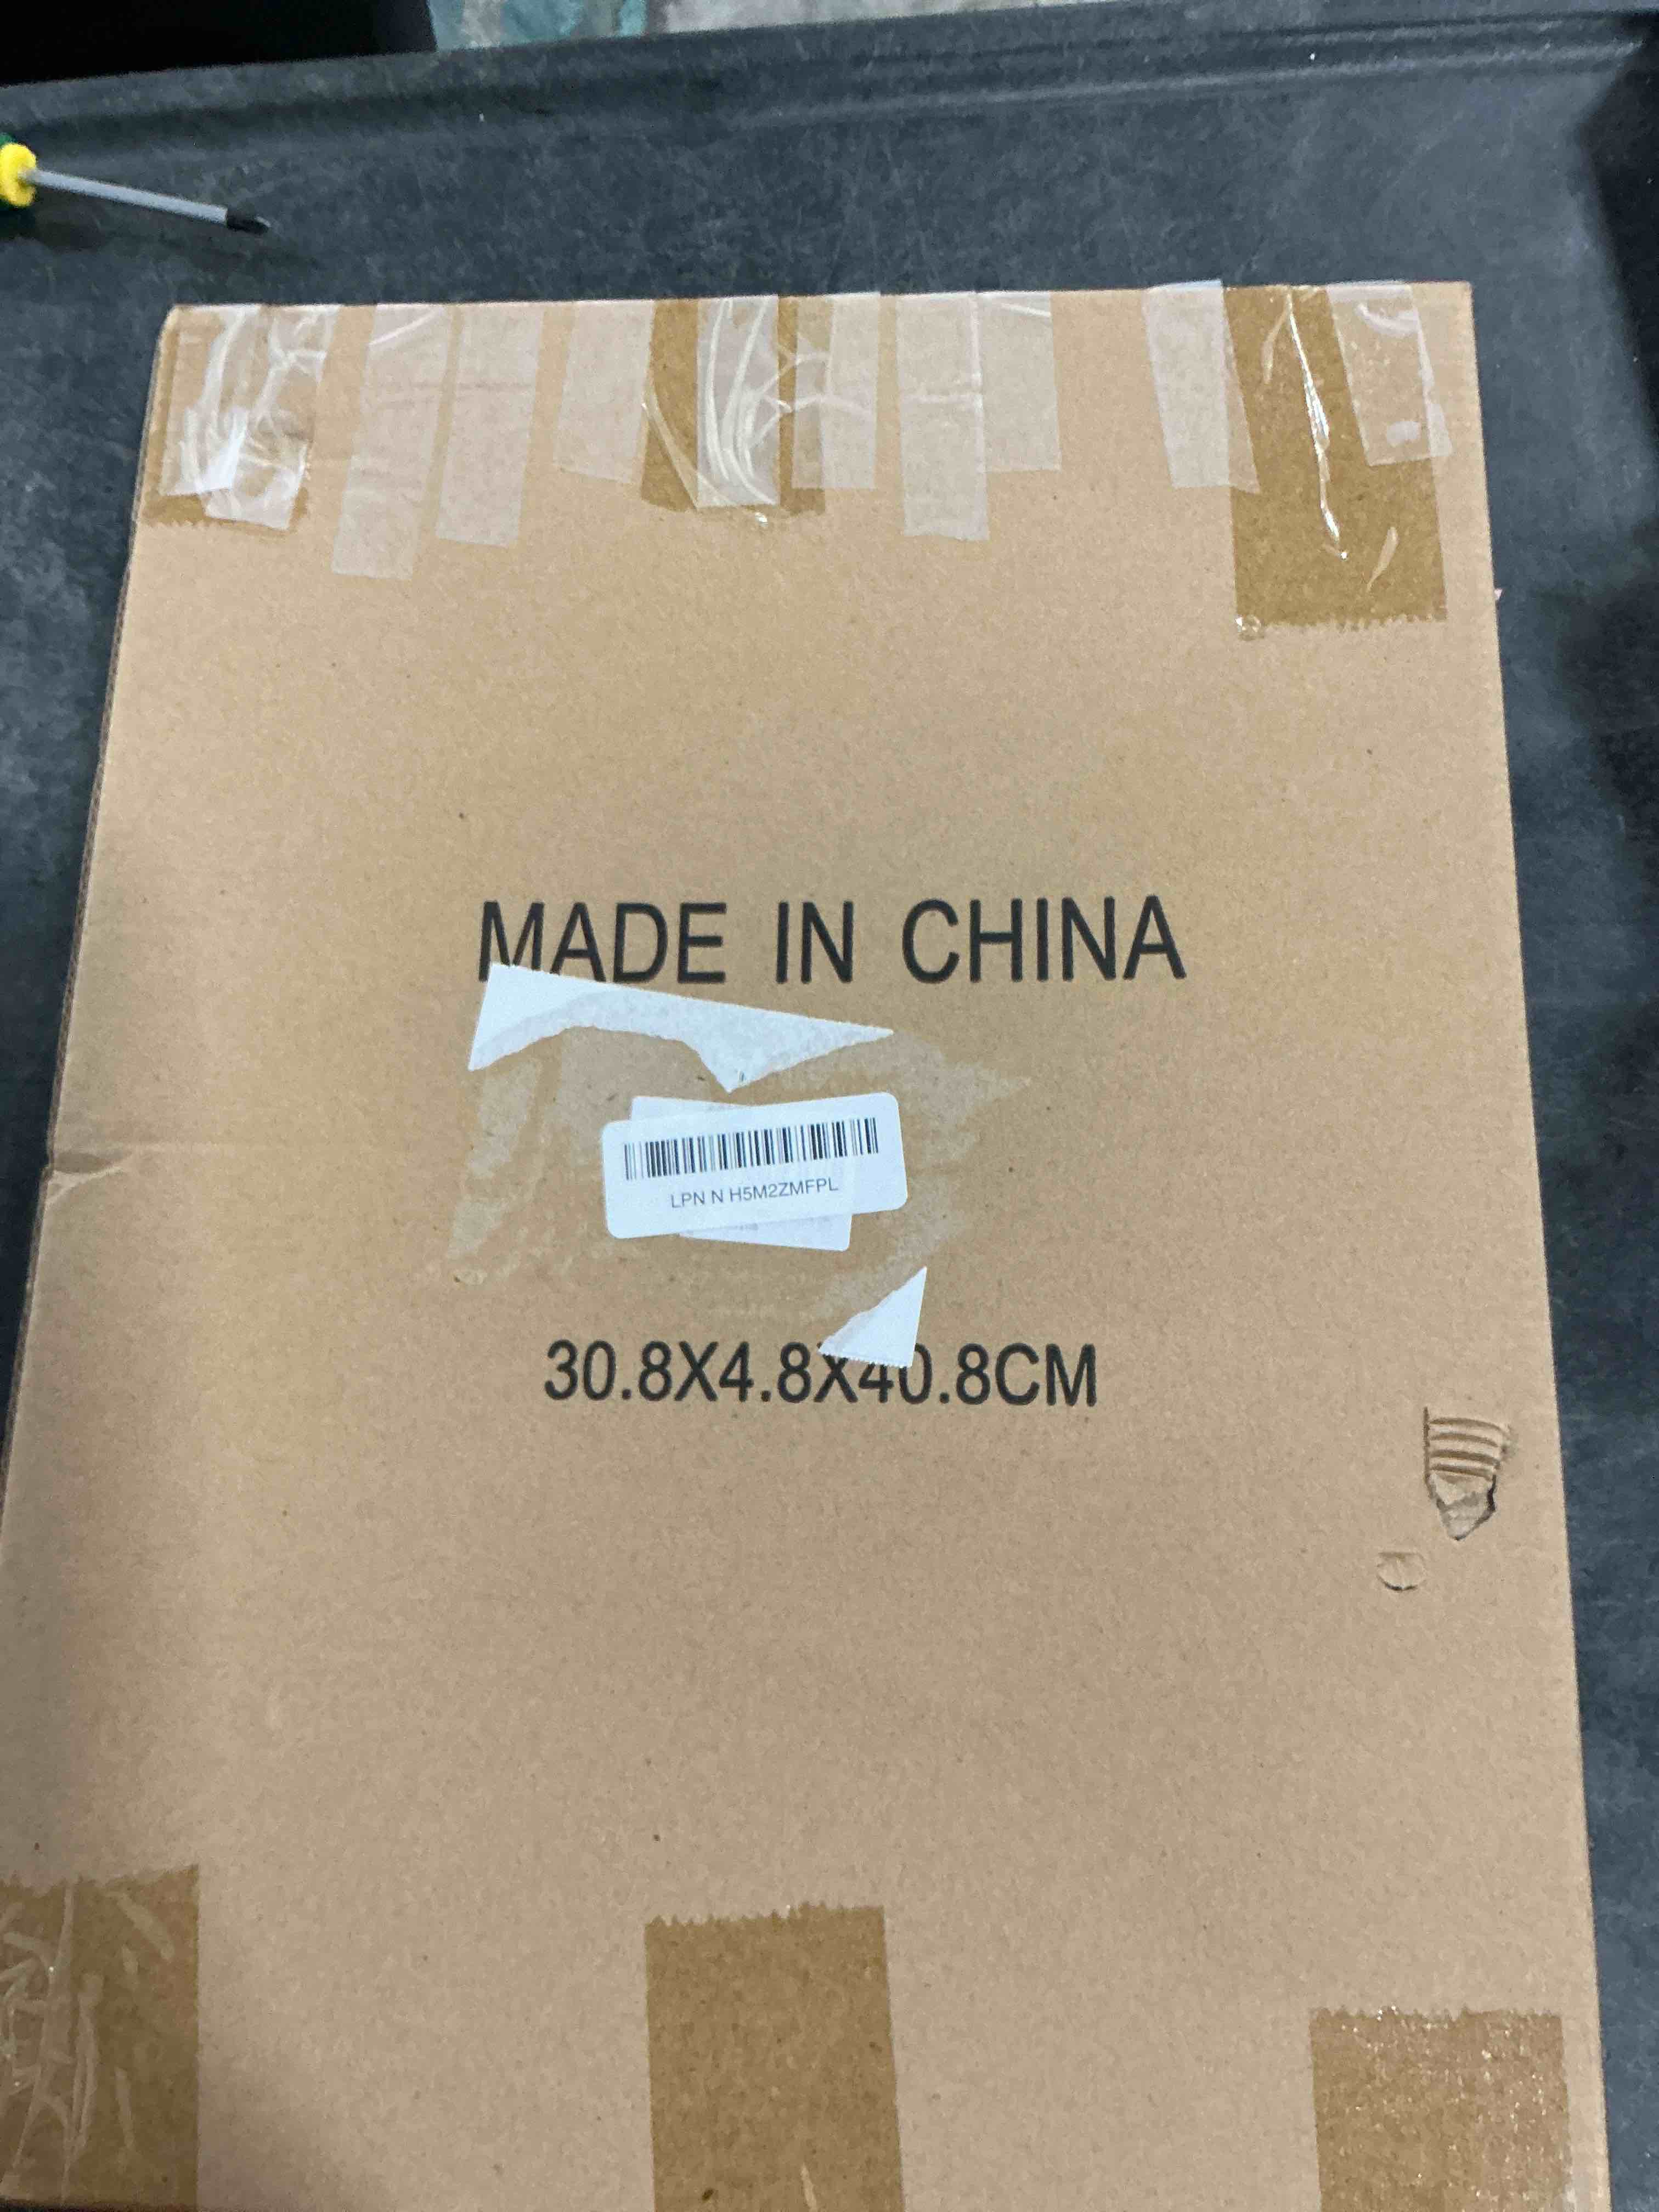 MADE IN CHINA
LPN N H5M2ZMFPL
30.8X4.8X40.8CM